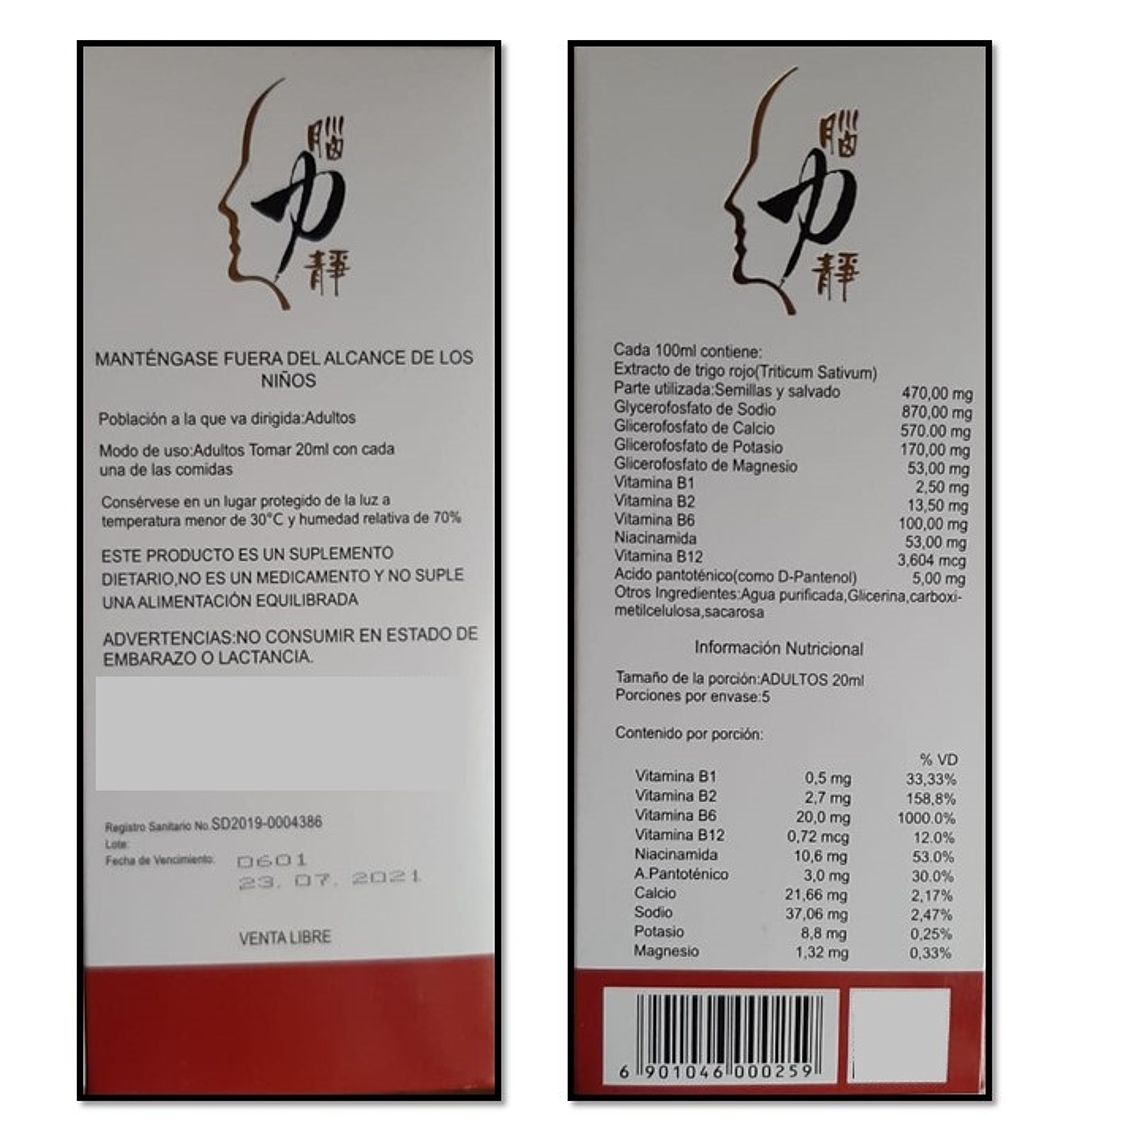 腦
力
靜
MANTÉNGASE FUERA DEL ALCANCE DE LOS
NIÑOS
Población a la que va dirigida:Adultos
Modo de uso:Adultos Tomar 20ml con cada
una de las comidas
Consérvese en un lugar protegido de la luz a
temperatura menor de 30°C y humedad relativa de 70%
ESTE PRODUCTO ES UN SUPLEMENTO
DIETARIO,NO ES UN MEDICAMENTO Y NO SUPLE
UNA ALIMENTACIÓN EQUILIBRADA
ADVERTENCIAS:NO CONSUMIR EN ESTADO DE
EMBARAZO O LACTANCIA.
Registro Sanitario No.SD2019-0004386
Lote:
Fecha de Vencimiento: 0601
23. 07. 2021
VENTA LIBRE
腦
力
靜
Cada 100ml contiene:
Extracto de trigo rojo(Triticum Sativum)
Parte utilizada:Semillas y salvado 470,00 mg
Glycerofosfato de Sodio 870,00 mg
Glicerofosfato de Calcio 570.00 mg
Glicerofosfato de Potasio 170,00 mg
Glicerofosfato de Magnesio 53,00 mg
Vitamina B1 2,50 mg
Vitamina B2 13,50 mg
Vitamina B6 100,00 mg
Niacinamida 53,00 mg
Vitamina B12 3,604 mcg
Acido pantoténico(como D-Pantenol) 5,00 mg
Otros Ingredientes:Agua purificada,Glicerina,carboxi-
metilcelulosa,sacarosa
Información Nutricional
Tamaño de la porción:ADULTOS 20ml
Porciones por envase:5
Contenido por porción:
% VD
Vitamina B1 0,5 mg 33,33%
Vitamina B2 2,7 mg 158,8%
Vitamina B6 20,0 mg 1000.0%
Vitamina B12 0,72 mcg 12.0%
Niacinamida 10,6 mg 53.0%
A.Pantoténico 3,0 mg 30.0%
Calcio 21,66 mg 2,17%
Sodio 37,06 mg 2,47%
Potasio 8,8 mg 0,25%
Magnesio 1,32 mg 0,33%
6 901046 000259